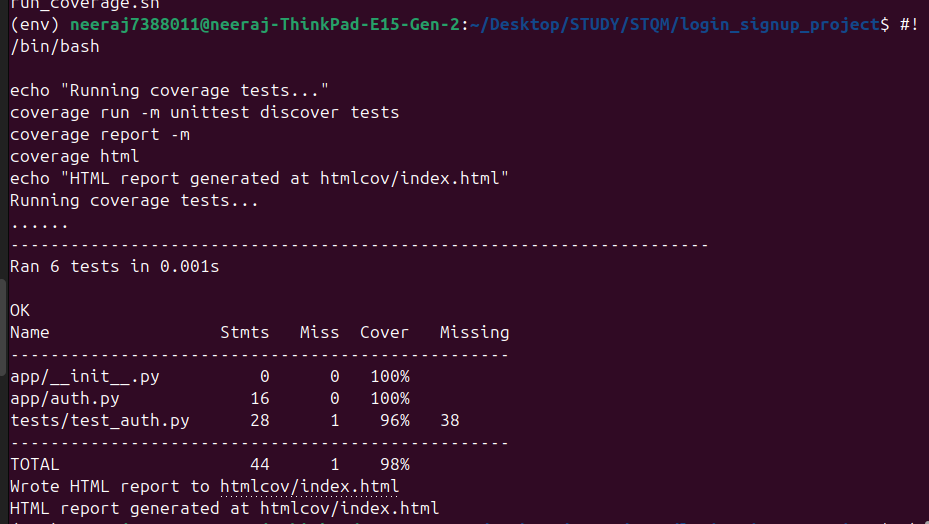 run_coverage.sh
(env) neeraj7388011@neeraj-ThinkPad-E15-Gen-2:~/Desktop/STUDY/STQM/login_signup_project$ #!
/bin/bash
echo "Running coverage tests..."
coverage run -m unittest discover tests
coverage report -m
coverage html
echo "HTML report generated at htmlcov/index.html"
Running coverage tests...
......
----------------------------------------------------------------------
Ran 6 tests in 0.001s
OK
Name                 Stmts   Miss  Cover   Missing
--------------------------------------------------
app/__init__.py          0      0   100%
app/auth.py             16      0   100%
tests/test_auth.py      28      1    96%   38
--------------------------------------------------
TOTAL                   44      1    98%
Wrote HTML report to htmlcov/index.html
HTML report generated at htmlcov/index.html